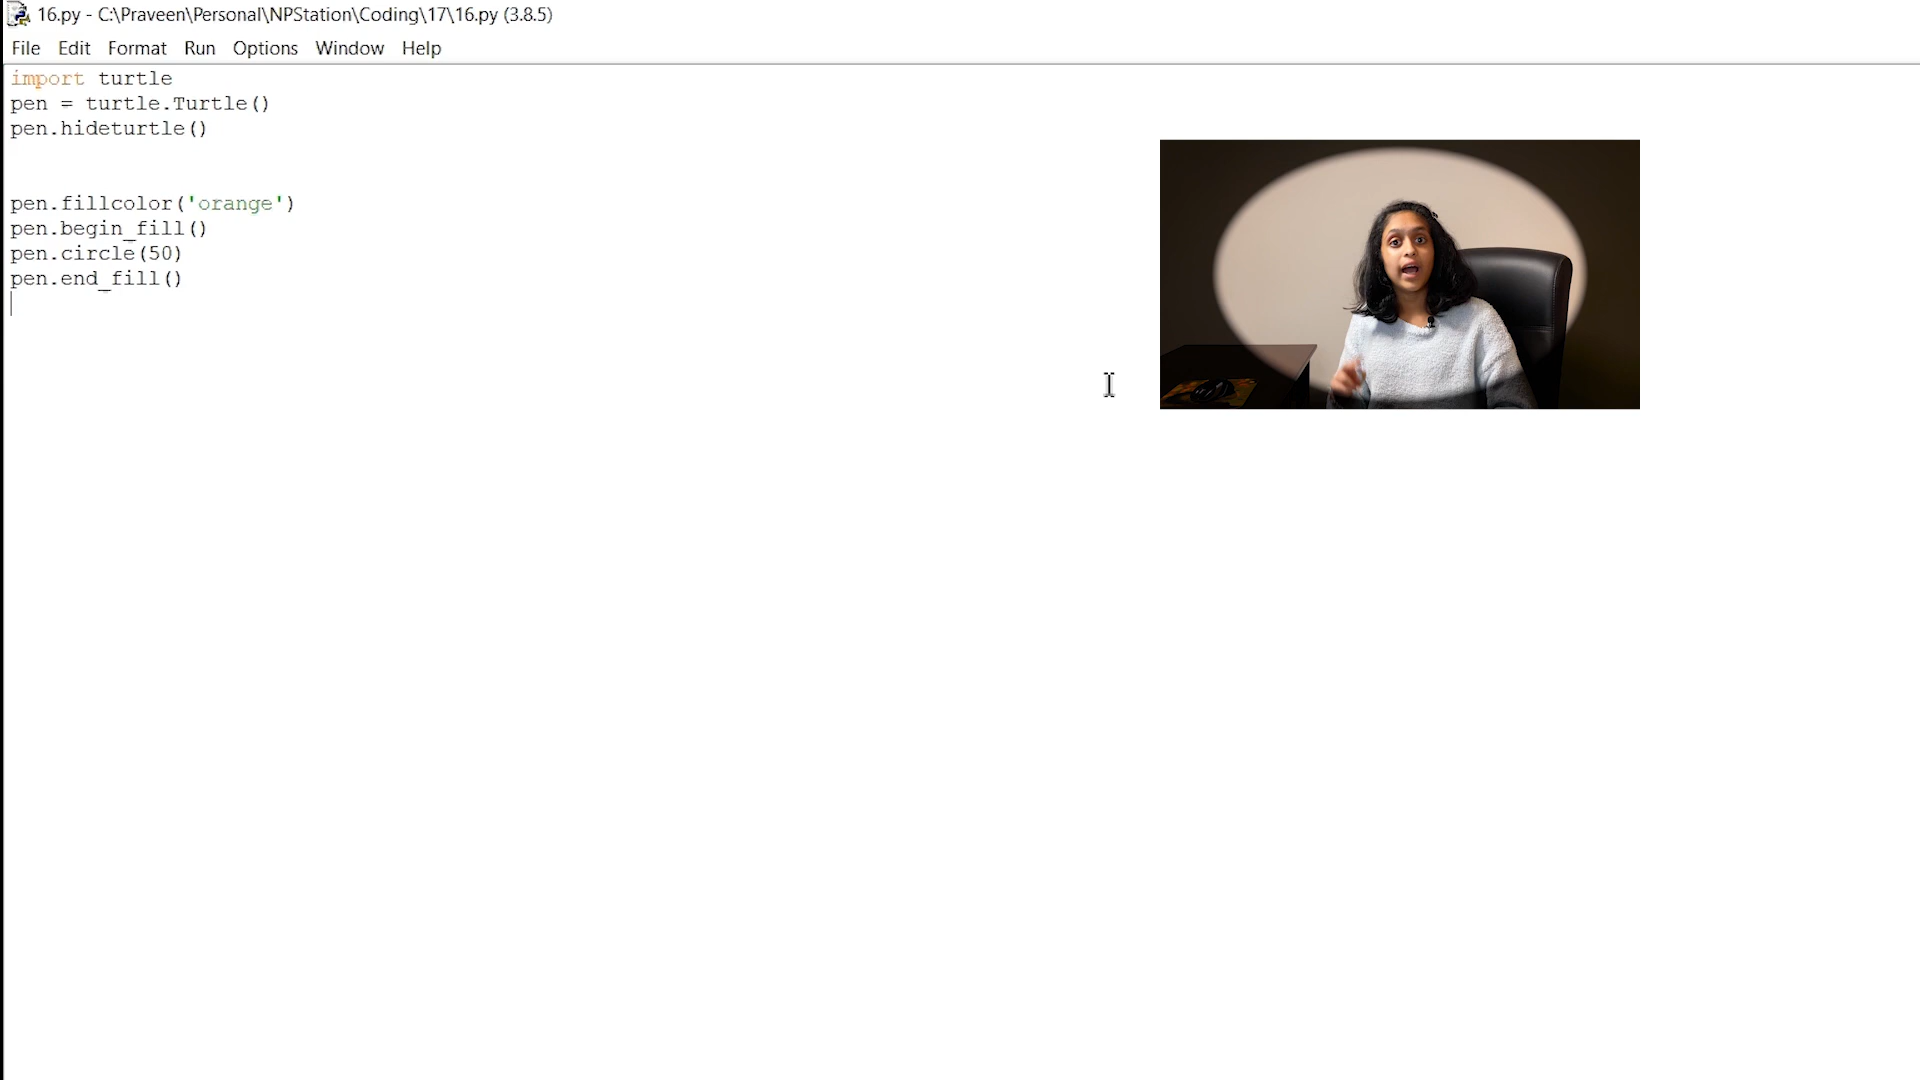 16.py - C:\Praveen\Personal\NPStation\Coding\17\16.py (3.8.5)
File Edit Format Run Options Window Help
import turtle
pen = turtle.Turtle()
pen.hideturtle()
pen.fillcolor('orange')
pen.begin_fill()
pen.circle(50)
pen.end_fill()